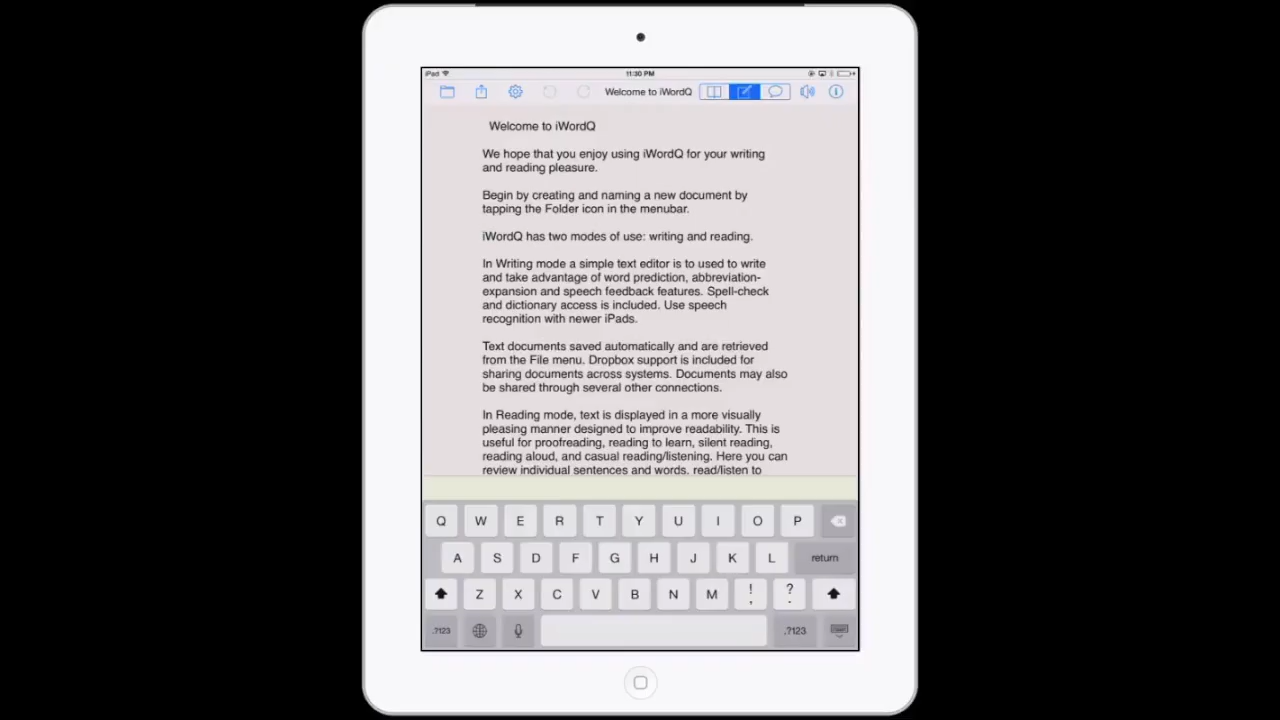 iPad 11:30 PM
Welcome to iWordQ
Welcome to iWordQ
We hope that you enjoy using iWordQ for your writing
and reading pleasure.
Begin by creating and naming a new document by
tapping the Folder icon in the menubar.
iWordQ has two modes of use: writing and reading.
In Writing mode a simple text editor is to used to write
and take advantage of word prediction, abbreviation-
expansion and speech feedback features. Spell-check
and dictionary access is included. Use speech
recognition with newer iPads.
Text documents saved automatically and are retrieved
from the File menu. Dropbox support is included for
sharing documents across systems. Documents may also
be shared through several other connections.
In Reading mode, text is displayed in a more visually
pleasing manner designed to improve readability. This is
useful for proofreading, reading to learn, silent reading,
reading aloud, and casual reading/listening. Here you can
review individual sentences and words, read/listen to
Q W E R T Y U I O P
A S D F G H J K L return
Z X C V B N M ! , ? .
.?123 .?123